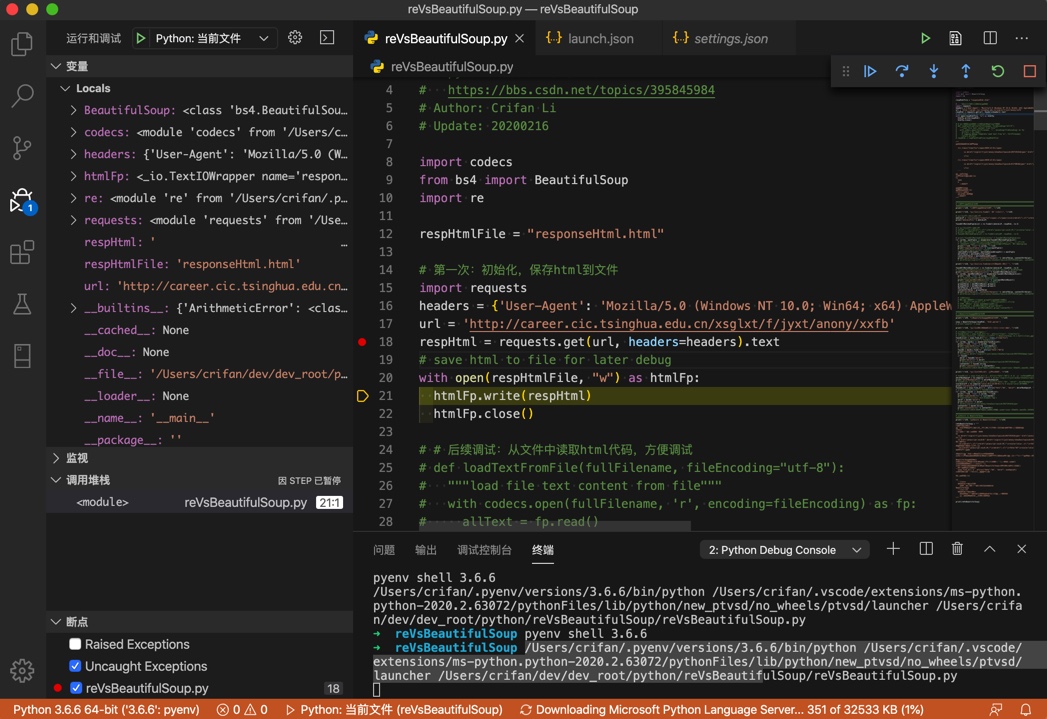 reVsBeautifulSoup.py — reVsBeautifulSoup
运行和调试
Python: 当前文件
reVsBeautifulSoup.py
launch.json
settings.json
变量
Locals
BeautifulSoup: <class 'bs4.BeautifulSou…
codecs: <module 'codecs' from '/Users/c…
headers: {'User-Agent': 'Mozilla/5.0 (W…
htmlFp: <_io.TextIOWrapper name='respon…
re: <module 're' from '/Users/crifan/.p…
requests: <module 'requests' from '/Use…
respHtml: ' …
respHtmlFile: 'responseHtml.html'
url: 'http://career.cic.tsinghua.edu.cn…
__builtins__: {'ArithmeticError': <clas…
__cached__: None
__doc__: None
__file__: '/Users/crifan/dev/dev_root/p…
__loader__: None
__name__: '__main__'
__package__: ''
监视
调用堆栈
因 STEP 已暂停
<module>
reVsBeautifulSoup.py 21:1
断点
Raised Exceptions
Uncaught Exceptions
reVsBeautifulSoup.py 18
reVsBeautifulSoup.py
4 # https://bbs.csdn.net/topics/395845984
5 # Author: Crifan Li
6 # Update: 20200216
7
8 import codecs
9 from bs4 import BeautifulSoup
10 import re
11
12 respHtmlFile = "responseHtml.html"
13
14 # 第一次：初始化，保存html到文件
15 import requests
16 headers = {'User-Agent': 'Mozilla/5.0 (Windows NT 10.0; Win64; x64) Applew
17 url = 'http://career.cic.tsinghua.edu.cn/xsglxt/f/jyxt/anony/xxfb'
18 respHtml = requests.get(url, headers=headers).text
19 # save html to file for later debug
20 with open(respHtmlFile, "w") as htmlFp:
21 htmlFp.write(respHtml)
22 htmlFp.close()
23
24 # # 后续调试：从文件中读取html代码，方便调试
25 # def loadTextFromFile(fullFilename, fileEncoding="utf-8"):
26 # """load file text content from file"""
27 # with codecs.open(fullFilename, 'r', encoding=fileEncoding) as fp:
28 # allText = fp.read()
问题 输出 调试控制台 终端
2: Python Debug Console
pyenv shell 3.6.6
/Users/crifan/.pyenv/versions/3.6.6/bin/python /Users/crifan/.vscode/extensions/ms-python.
python-2020.2.63072/pythonFiles/lib/python/new_ptvsd/no_wheels/ptvsd/launcher /Users/crifa
n/dev/dev_root/python/reVsBeautifulSoup/reVsBeautifulSoup.py
→ reVsBeautifulSoup pyenv shell 3.6.6
→ reVsBeautifulSoup /Users/crifan/.pyenv/versions/3.6.6/bin/python /Users/crifan/.vscode/
extensions/ms-python.python-2020.2.63072/pythonFiles/lib/python/new_ptvsd/no_wheels/ptvsd/
launcher /Users/crifan/dev/dev_root/python/reVsBeautifulSoup/reVsBeautifulSoup.py
Python 3.6.6 64-bit ('3.6.6': pyenv)
0
0
Python: 当前文件 (reVsBeautifulSoup)
Downloading Microsoft Python Language Server... 351 of 32533 KB (1%)
1